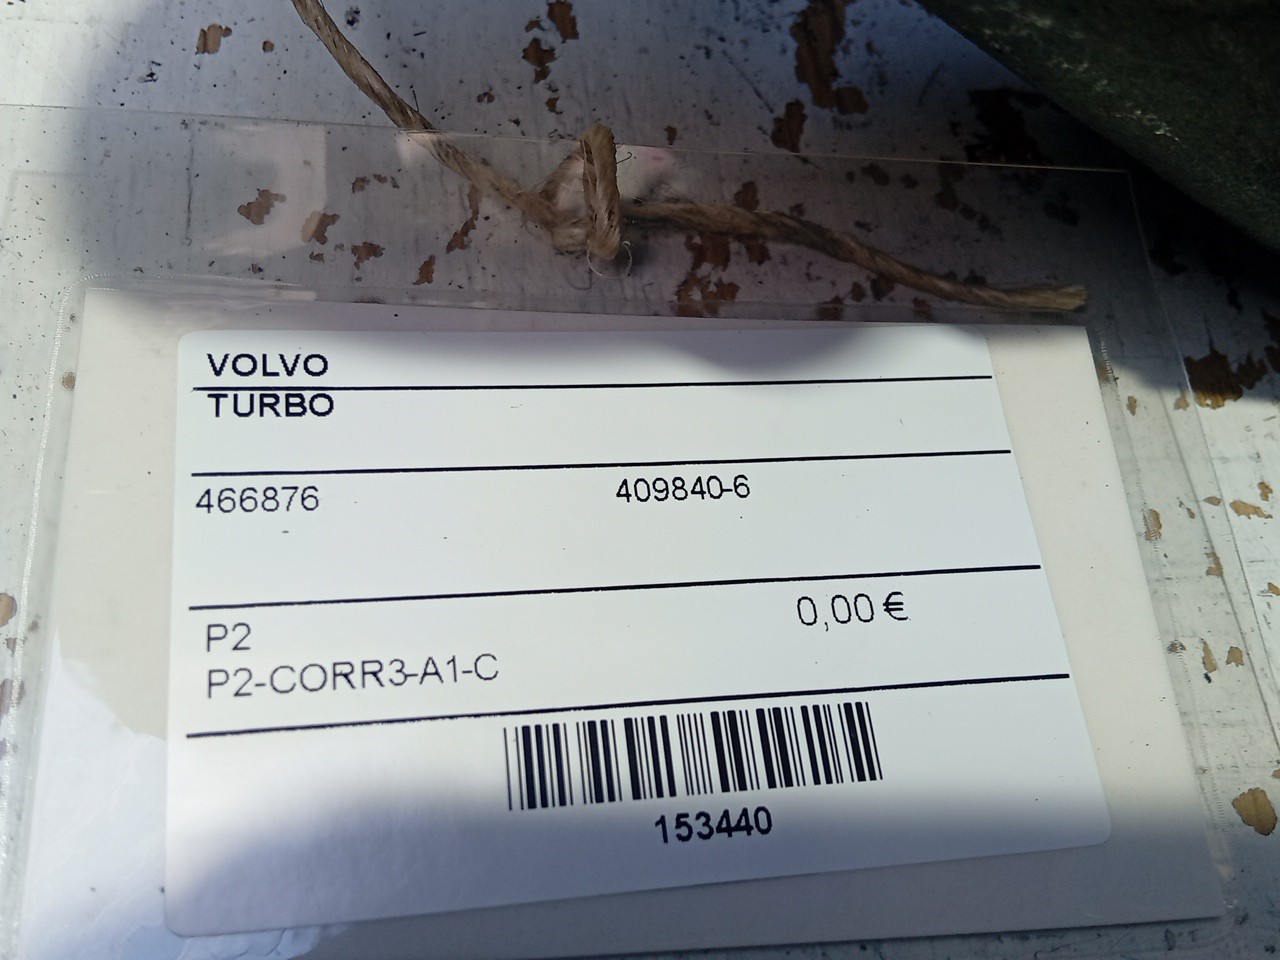 VOLVO
TURBO
466876 409840-6
0,00 €
P2
P2-CORR3-A1-C
153440